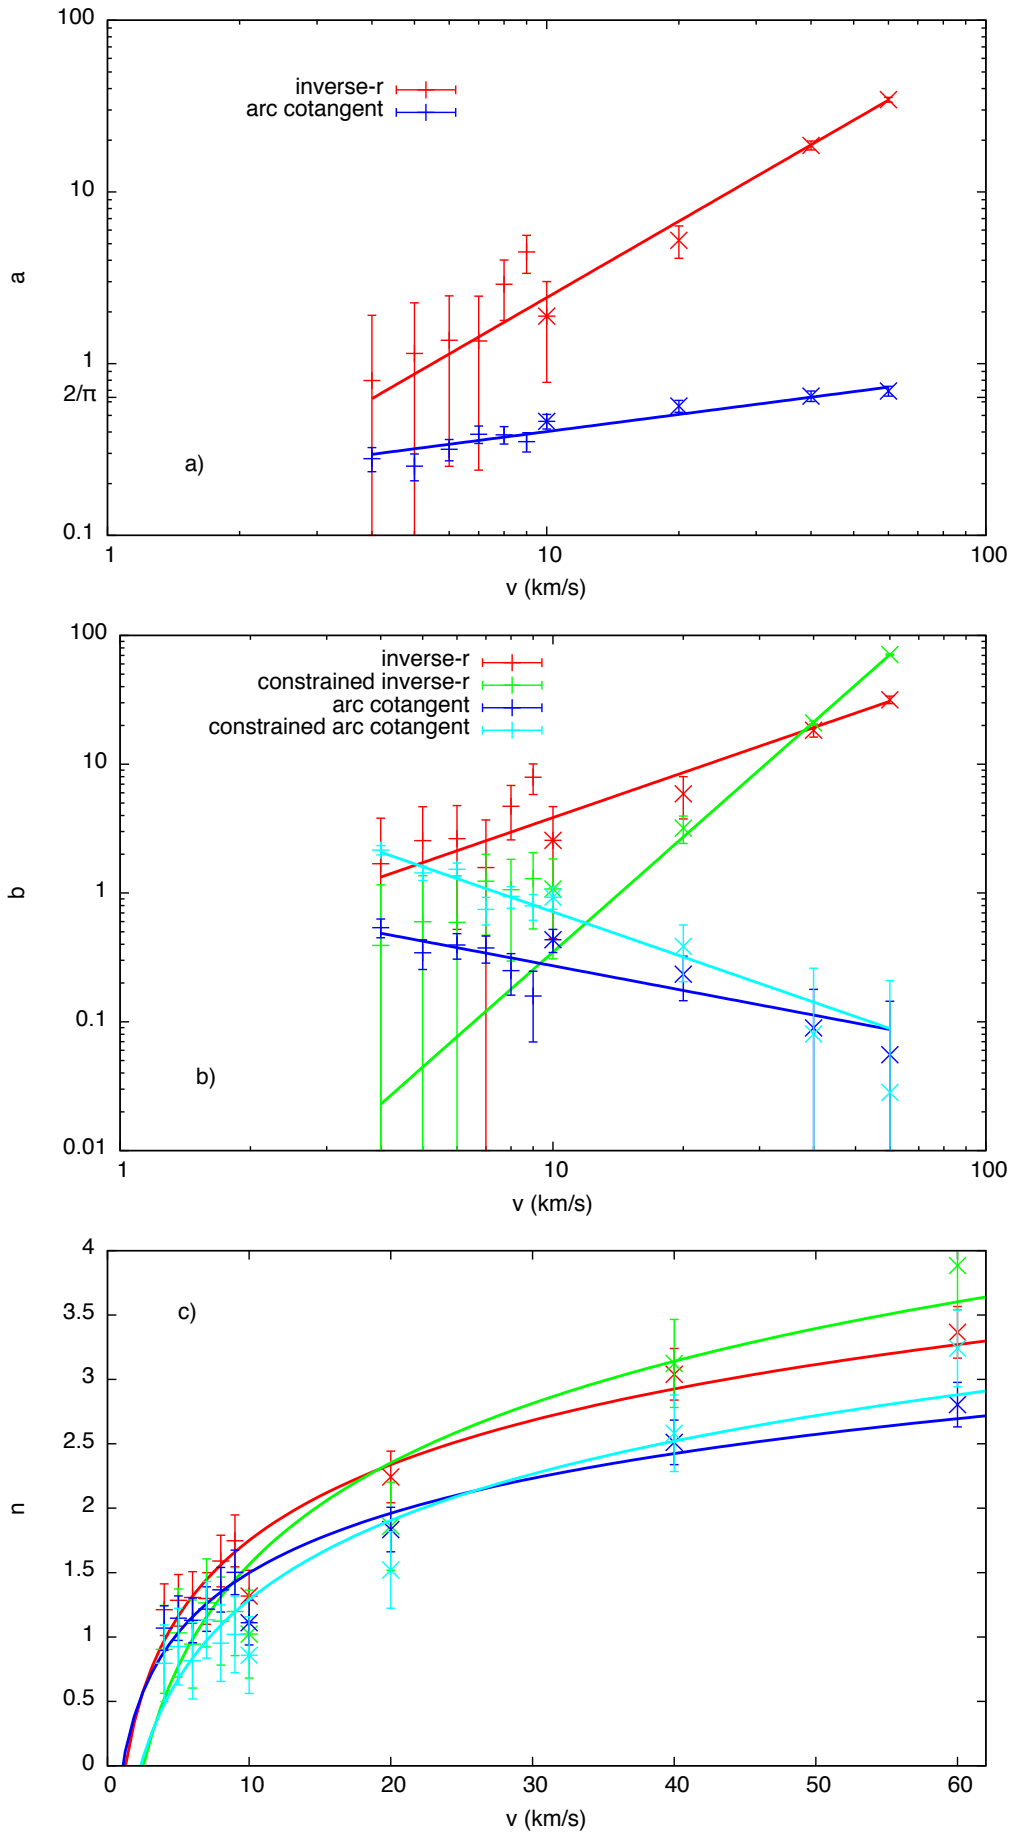 100
10
1
2/π
0.1
a
inverse-r
arc cotangent
a)
1
10
100
v (km/s)
100
10
1
0.1
0.01
b
inverse-r
constrained inverse-r
arc cotangent
constrained arc cotangent
b)
1
10
100
v (km/s)
4
3.5
3
2.5
2
1.5
1
0.5
0
n
c)
0
10
20
30
40
50
60
v (km/s)